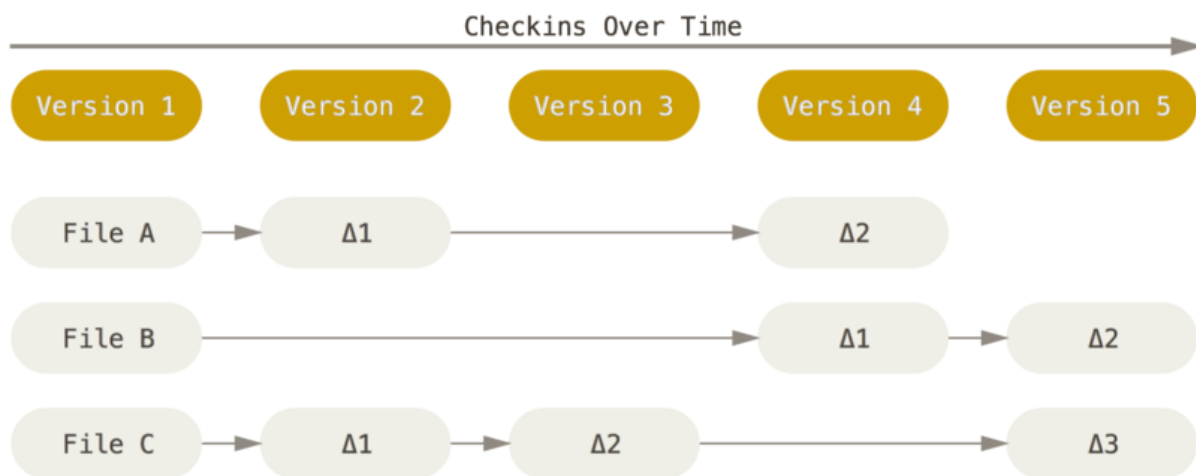 Checkins Over Time
Version 1 Version 2 Version 3 Version 4 Version 5
File A Δ1 Δ2
File B Δ1 Δ2
File C Δ1 Δ2 Δ3